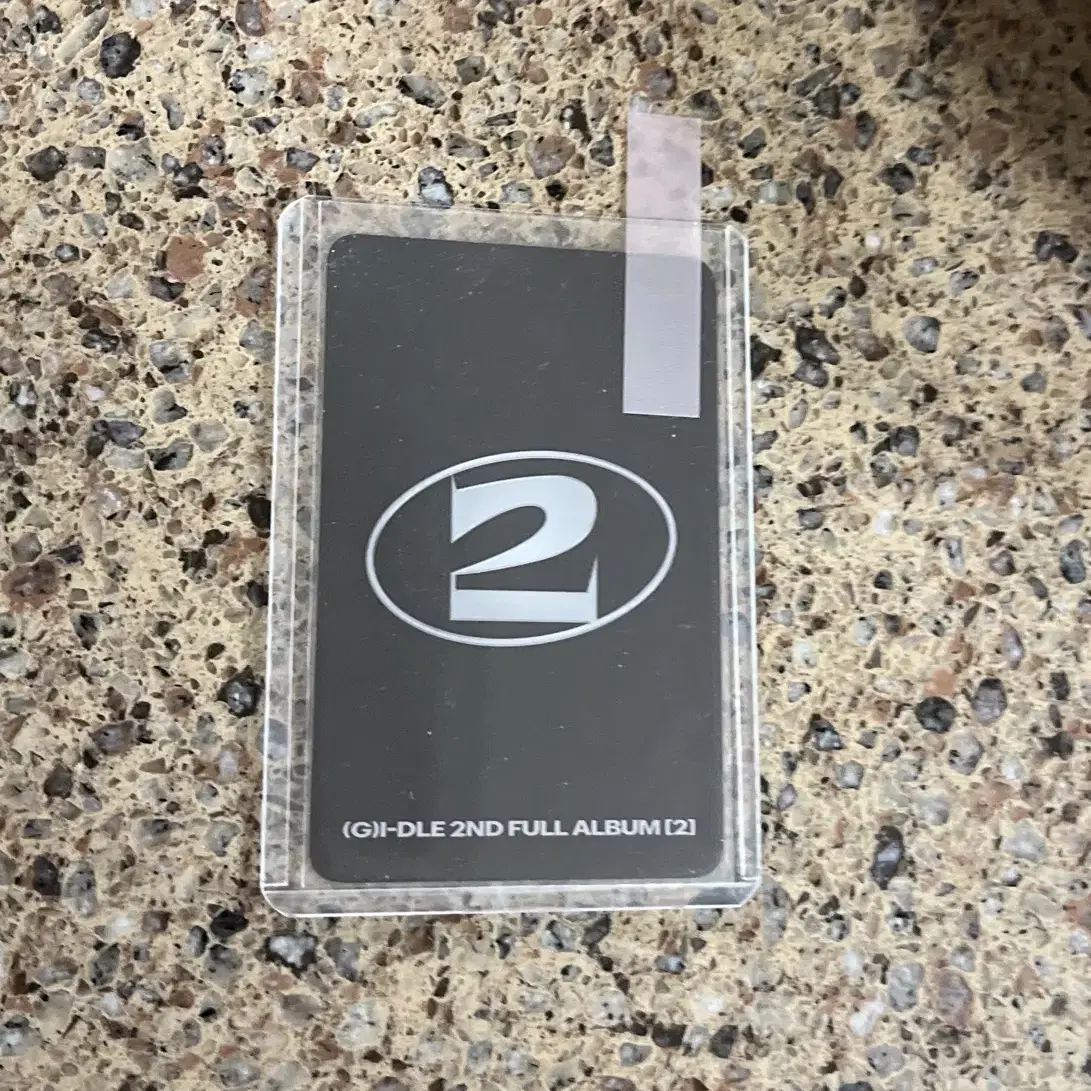 2
(G)I-DLE 2ND FULL ALBUM [2]